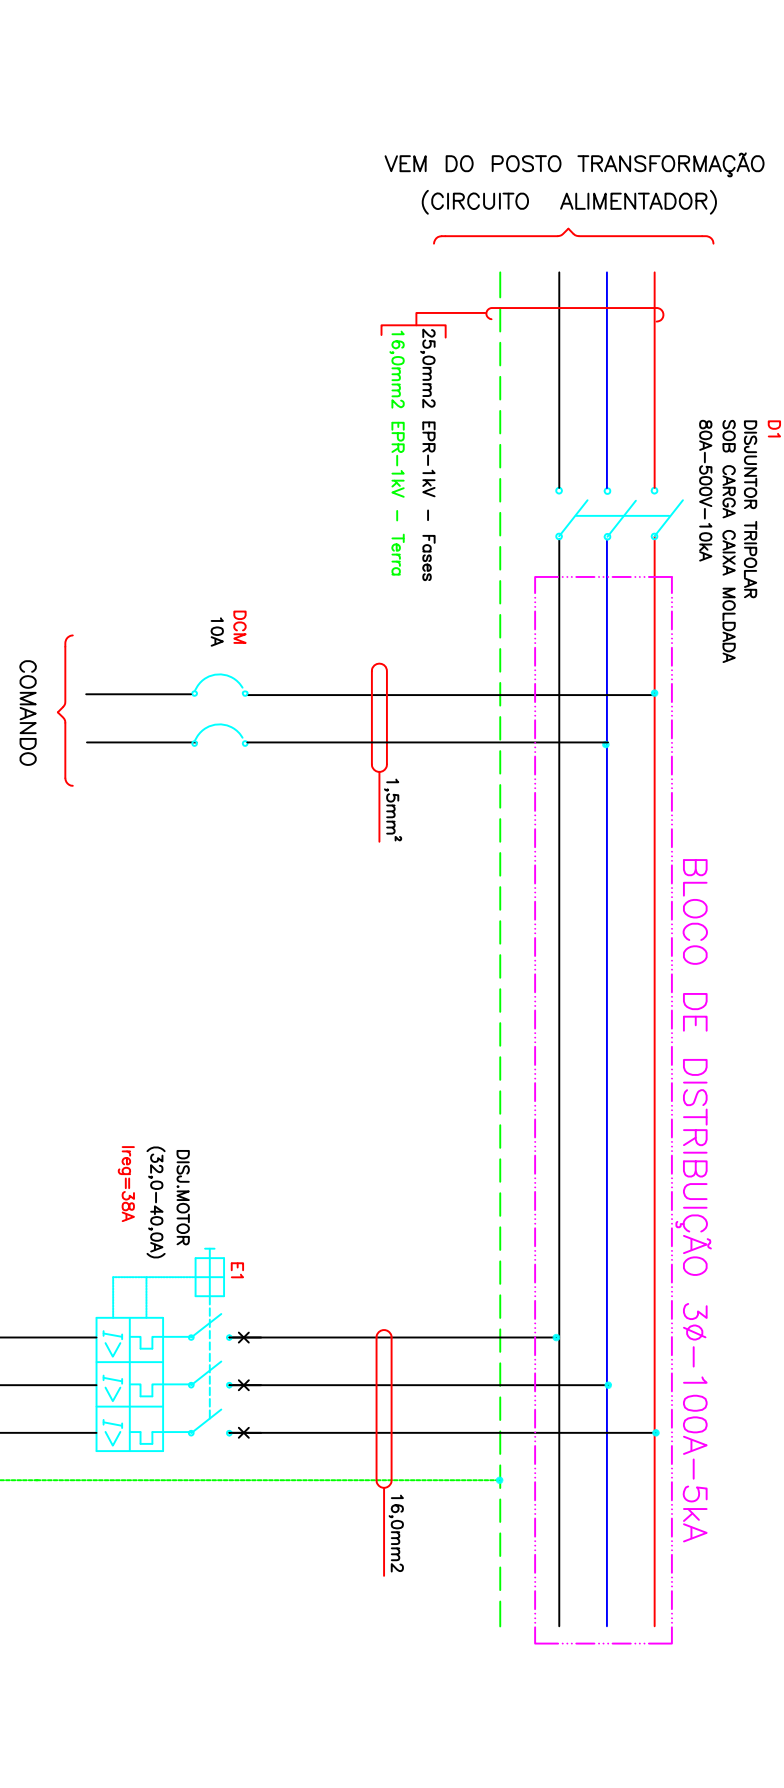 VEM DO POSTO TRANSFORMAÇÃO
(CIRCUITO ALIMENTADOR)
D1
DISJUNTOR TRIPOLAR
SOB CARGA CAIXA MOLDADA
80A-500V-10kA
25,0mm2 EPR-1kV - Fases
16,0mm2 EPR-1kV - Terra
DCM
10A
COMANDO
1,5mm²
BLOCO DE DISTRIBUIÇÃO 3ø-100A-5kA
DISJ.MOTOR
(32,0-40,0A)
Ireg=38A
E1
I>
I>
I>
16,0mm2